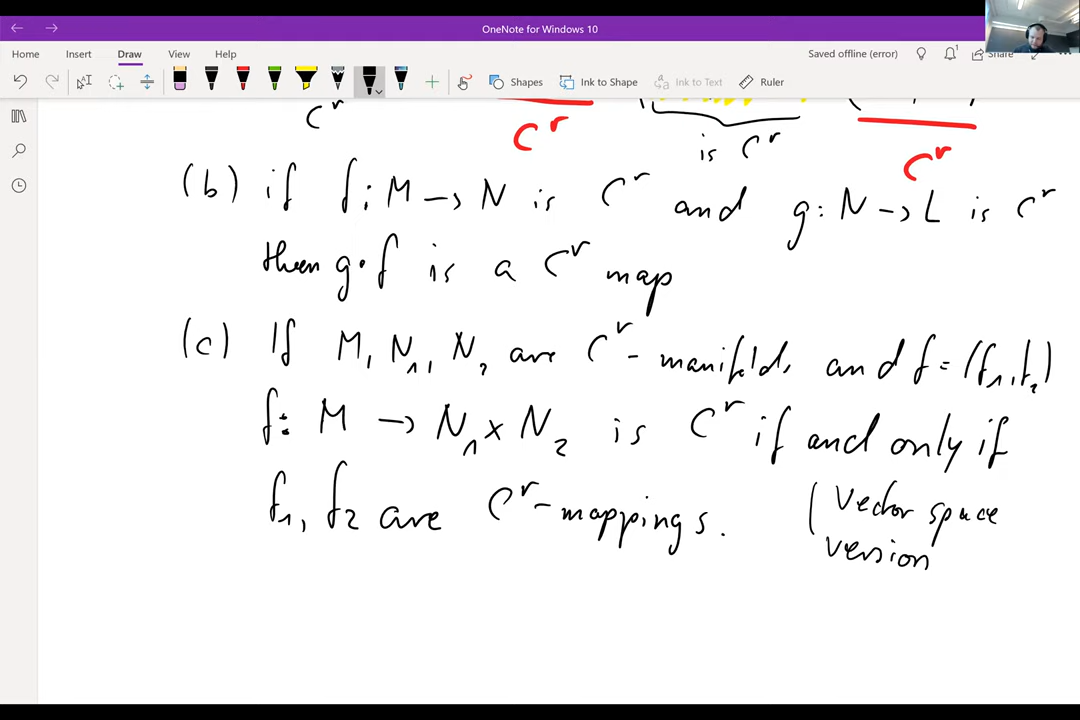 OneNote for Windows 10
Home Insert Draw View Help Saved offline (error) Share
Shapes Ink to Shape Ink to Text Ruler
C^r C^r is C^r C^r
(b) if f: M → N is C^r and g: N → L is C^r
then g∘f is a C^r map
(c) If M, N₁, N₂ are C^r-manifolds and f = (f₁, f₂)
f: M → N₁ × N₂ is C^r if and only if
f₁, f₂ are C^r-mappings. (Vector space
version